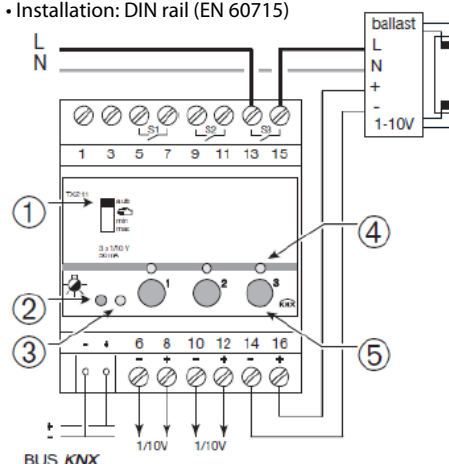 • Installation: DIN rail (EN 60715)
L
N
ballast
L
N
+
-
1-10V
S1 S2 S3
1 3 5 7 9 11 13 15
TX211
auto
min
max
3 x 1/10 V
50 mA
1 2 3
KNX
1
2
3
4
5
- + 6 8 10 12 14 16
- + - + - +
+
-
1/10V 1/10V
BUS KNX